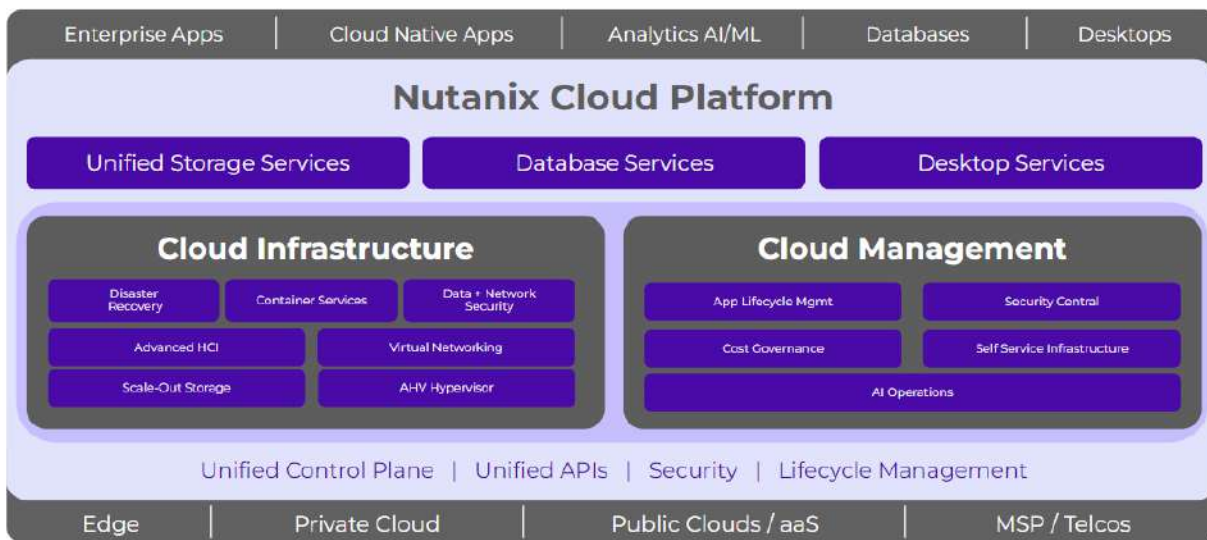 Enterprise Apps | Cloud Native Apps | Analytics AI/ML | Databases | Desktops
Nutanix Cloud Platform
Unified Storage Services
Database Services
Desktop Services
Cloud Infrastructure
Disaster
Recovery
Container Services
Data + Network
Security
Advanced HCI
Virtual Networking
Scale-Out Storage
AHV Hypervisor
Cloud Management
App Lifecycle Mgmt
Security Central
Cost Governance
Self Service Infrastructure
AI Operations
Unified Control Plane | Unified APIs | Security | Lifecycle Management
Edge | Private Cloud | Public Clouds / aaS | MSP / Telcos